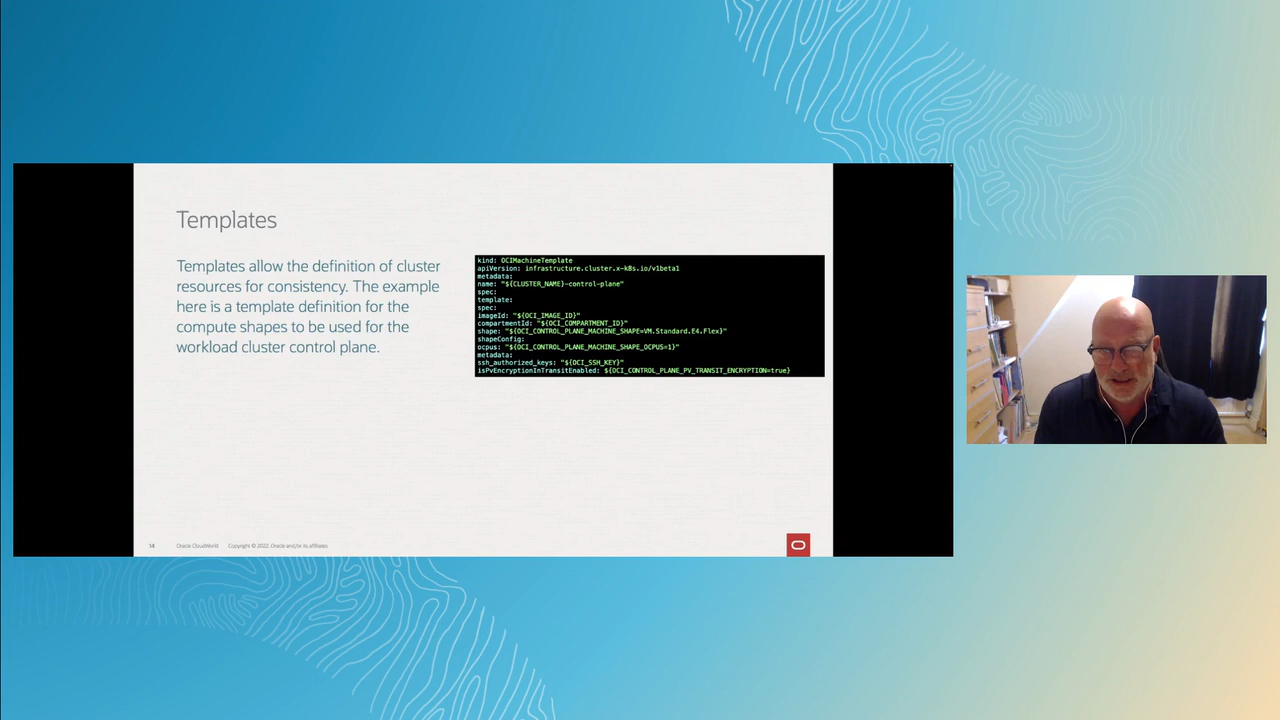 Templates
Templates allow the definition of cluster
resources for consistency. The example
here is a template definition for the
compute shapes to be used for the
workload cluster control plane.
kind: OCIMachineTemplate
apiVersion: infrastructure.cluster.x-k8s.io/v1beta1
metadata:
name: "${CLUSTER_NAME}-control-plane"
spec:
template:
spec:
imageId: "${OCI_IMAGE_ID}"
compartmentId: "${OCI_COMPARTMENT_ID}"
shape: "${OCI_CONTROL_PLANE_MACHINE_SHAPE=VM.Standard.E4.Flex}"
shapeConfig:
ocpus: "${OCI_CONTROL_PLANE_MACHINE_SHAPE_OCPUS=1}"
metadata:
ssh_authorized_keys: "${OCI_SSH_KEY}"
isPvEncryptionInTransitEnabled: ${OCI_CONTROL_PLANE_PV_TRANSIT_ENCRYPTION=true}
14 Oracle CloudWorld Copyright © 2022, Oracle and/or its affiliates